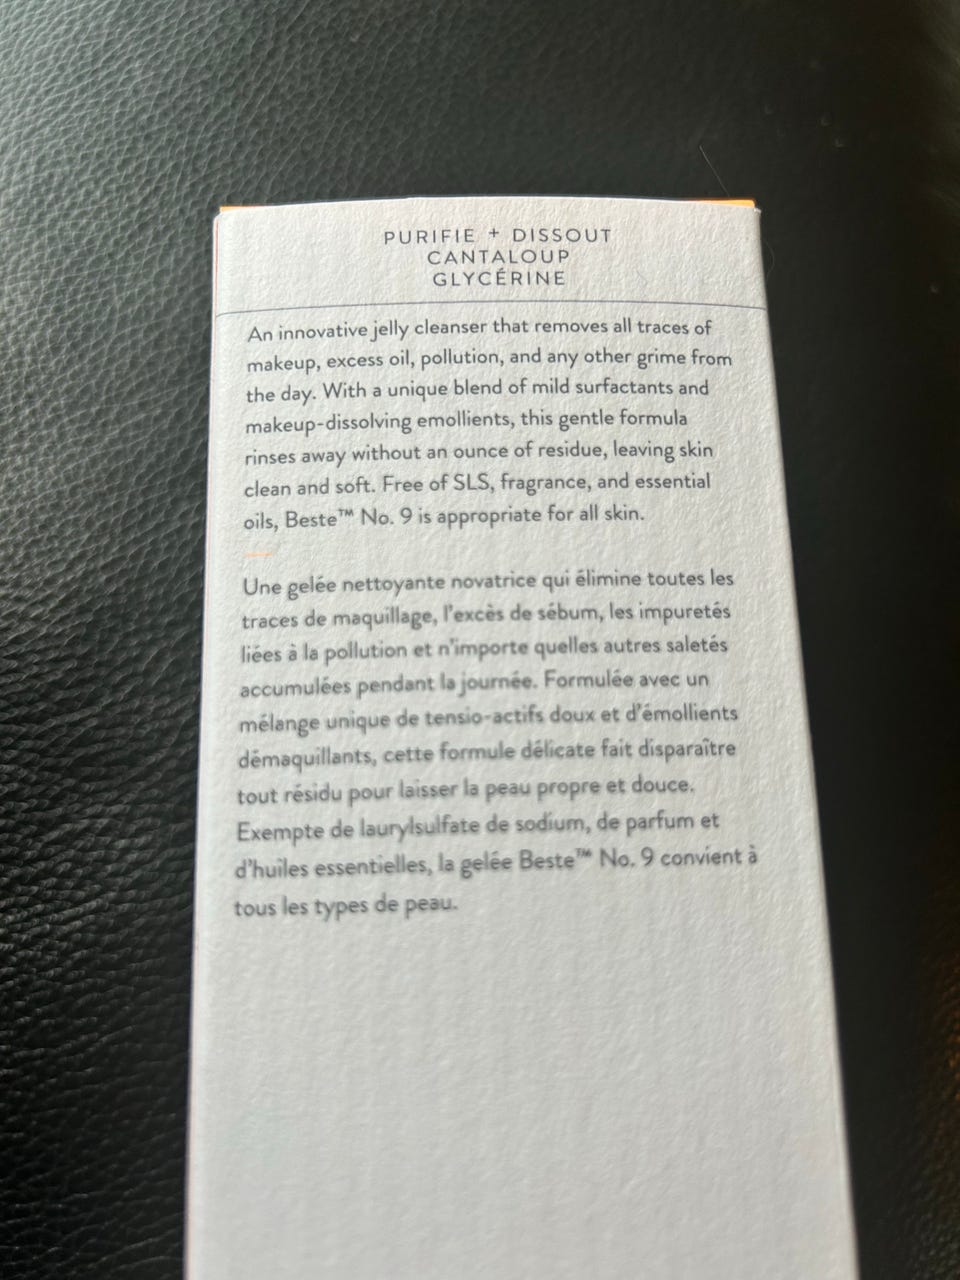 PURIFIE + DISSOUT
CANTALOUP
GLYCÉRINE
An innovative jelly cleanser that removes all traces of
makeup, excess oil, pollution, and any other grime from
the day. With a unique blend of mild surfactants and
makeup-dissolving emollients, this gentle formula
rinses away without an ounce of residue, leaving skin
clean and soft. Free of SLS, fragrance, and essential
oils, Beste™ No. 9 is appropriate for all skin.
Une gelée nettoyante novatrice qui élimine toutes les
traces de maquillage, l'excès de sébum, les impuretés
liées à la pollution et n'importe quelles autres saletés
accumulées pendant la journée. Formulée avec un
mélange unique de tensio-actifs doux et d'émollients
démaquillants, cette formule délicate fait disparaître
tout résidu pour laisser la peau propre et douce.
Exempte de laurylsulfate de sodium, de parfum et
d'huiles essentielles, la gelée Beste™ No. 9 convient à
tous les types de peau.